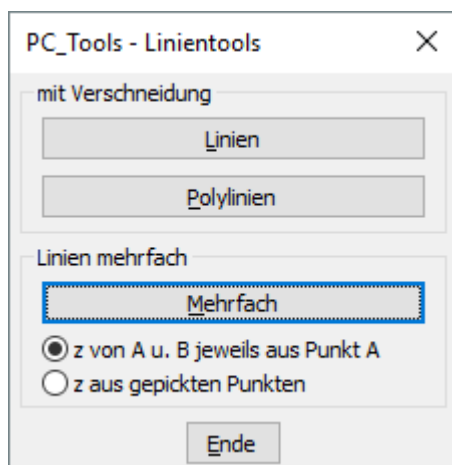 PC_Tools - Linientools
mit Verschneidung
Linien
Polylinien
Linien mehrfach
Mehrfach
z von A u. B jeweils aus Punkt A
z aus gepickten Punkten
Ende